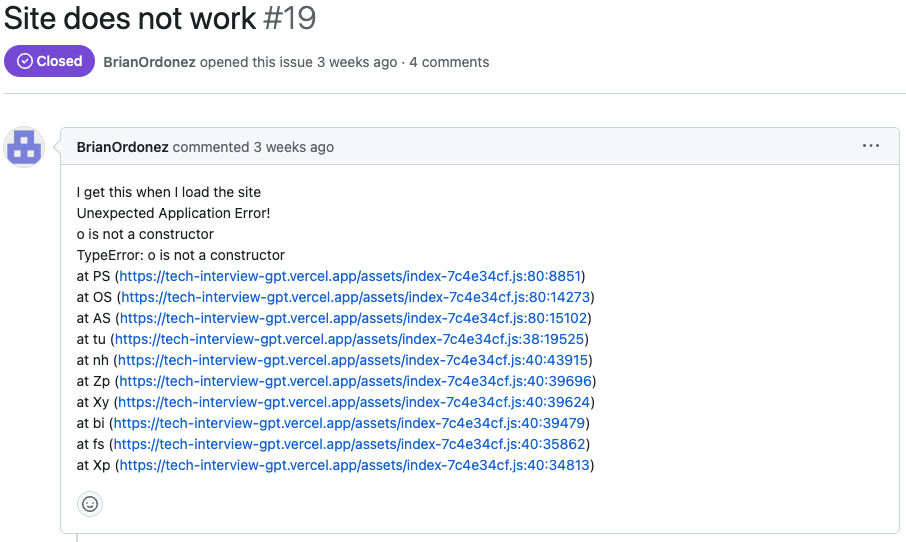 Site does not work #19
Closed
BrianOrdonez opened this issue 3 weeks ago · 4 comments
BrianOrdonez commented 3 weeks ago
I get this when I load the site
Unexpected Application Error!
o is not a constructor
TypeError: o is not a constructor
at PS (https://tech-interview-gpt.vercel.app/assets/index-7c4e34cf.js:80:8851)
at OS (https://tech-interview-gpt.vercel.app/assets/index-7c4e34cf.js:80:14273)
at AS (https://tech-interview-gpt.vercel.app/assets/index-7c4e34cf.js:80:15102)
at tu (https://tech-interview-gpt.vercel.app/assets/index-7c4e34cf.js:38:19525)
at nh (https://tech-interview-gpt.vercel.app/assets/index-7c4e34cf.js:40:43915)
at Zp (https://tech-interview-gpt.vercel.app/assets/index-7c4e34cf.js:40:39696)
at Xy (https://tech-interview-gpt.vercel.app/assets/index-7c4e34cf.js:40:39624)
at bi (https://tech-interview-gpt.vercel.app/assets/index-7c4e34cf.js:40:39479)
at fs (https://tech-interview-gpt.vercel.app/assets/index-7c4e34cf.js:40:35862)
at Xp (https://tech-interview-gpt.vercel.app/assets/index-7c4e34cf.js:40:34813)